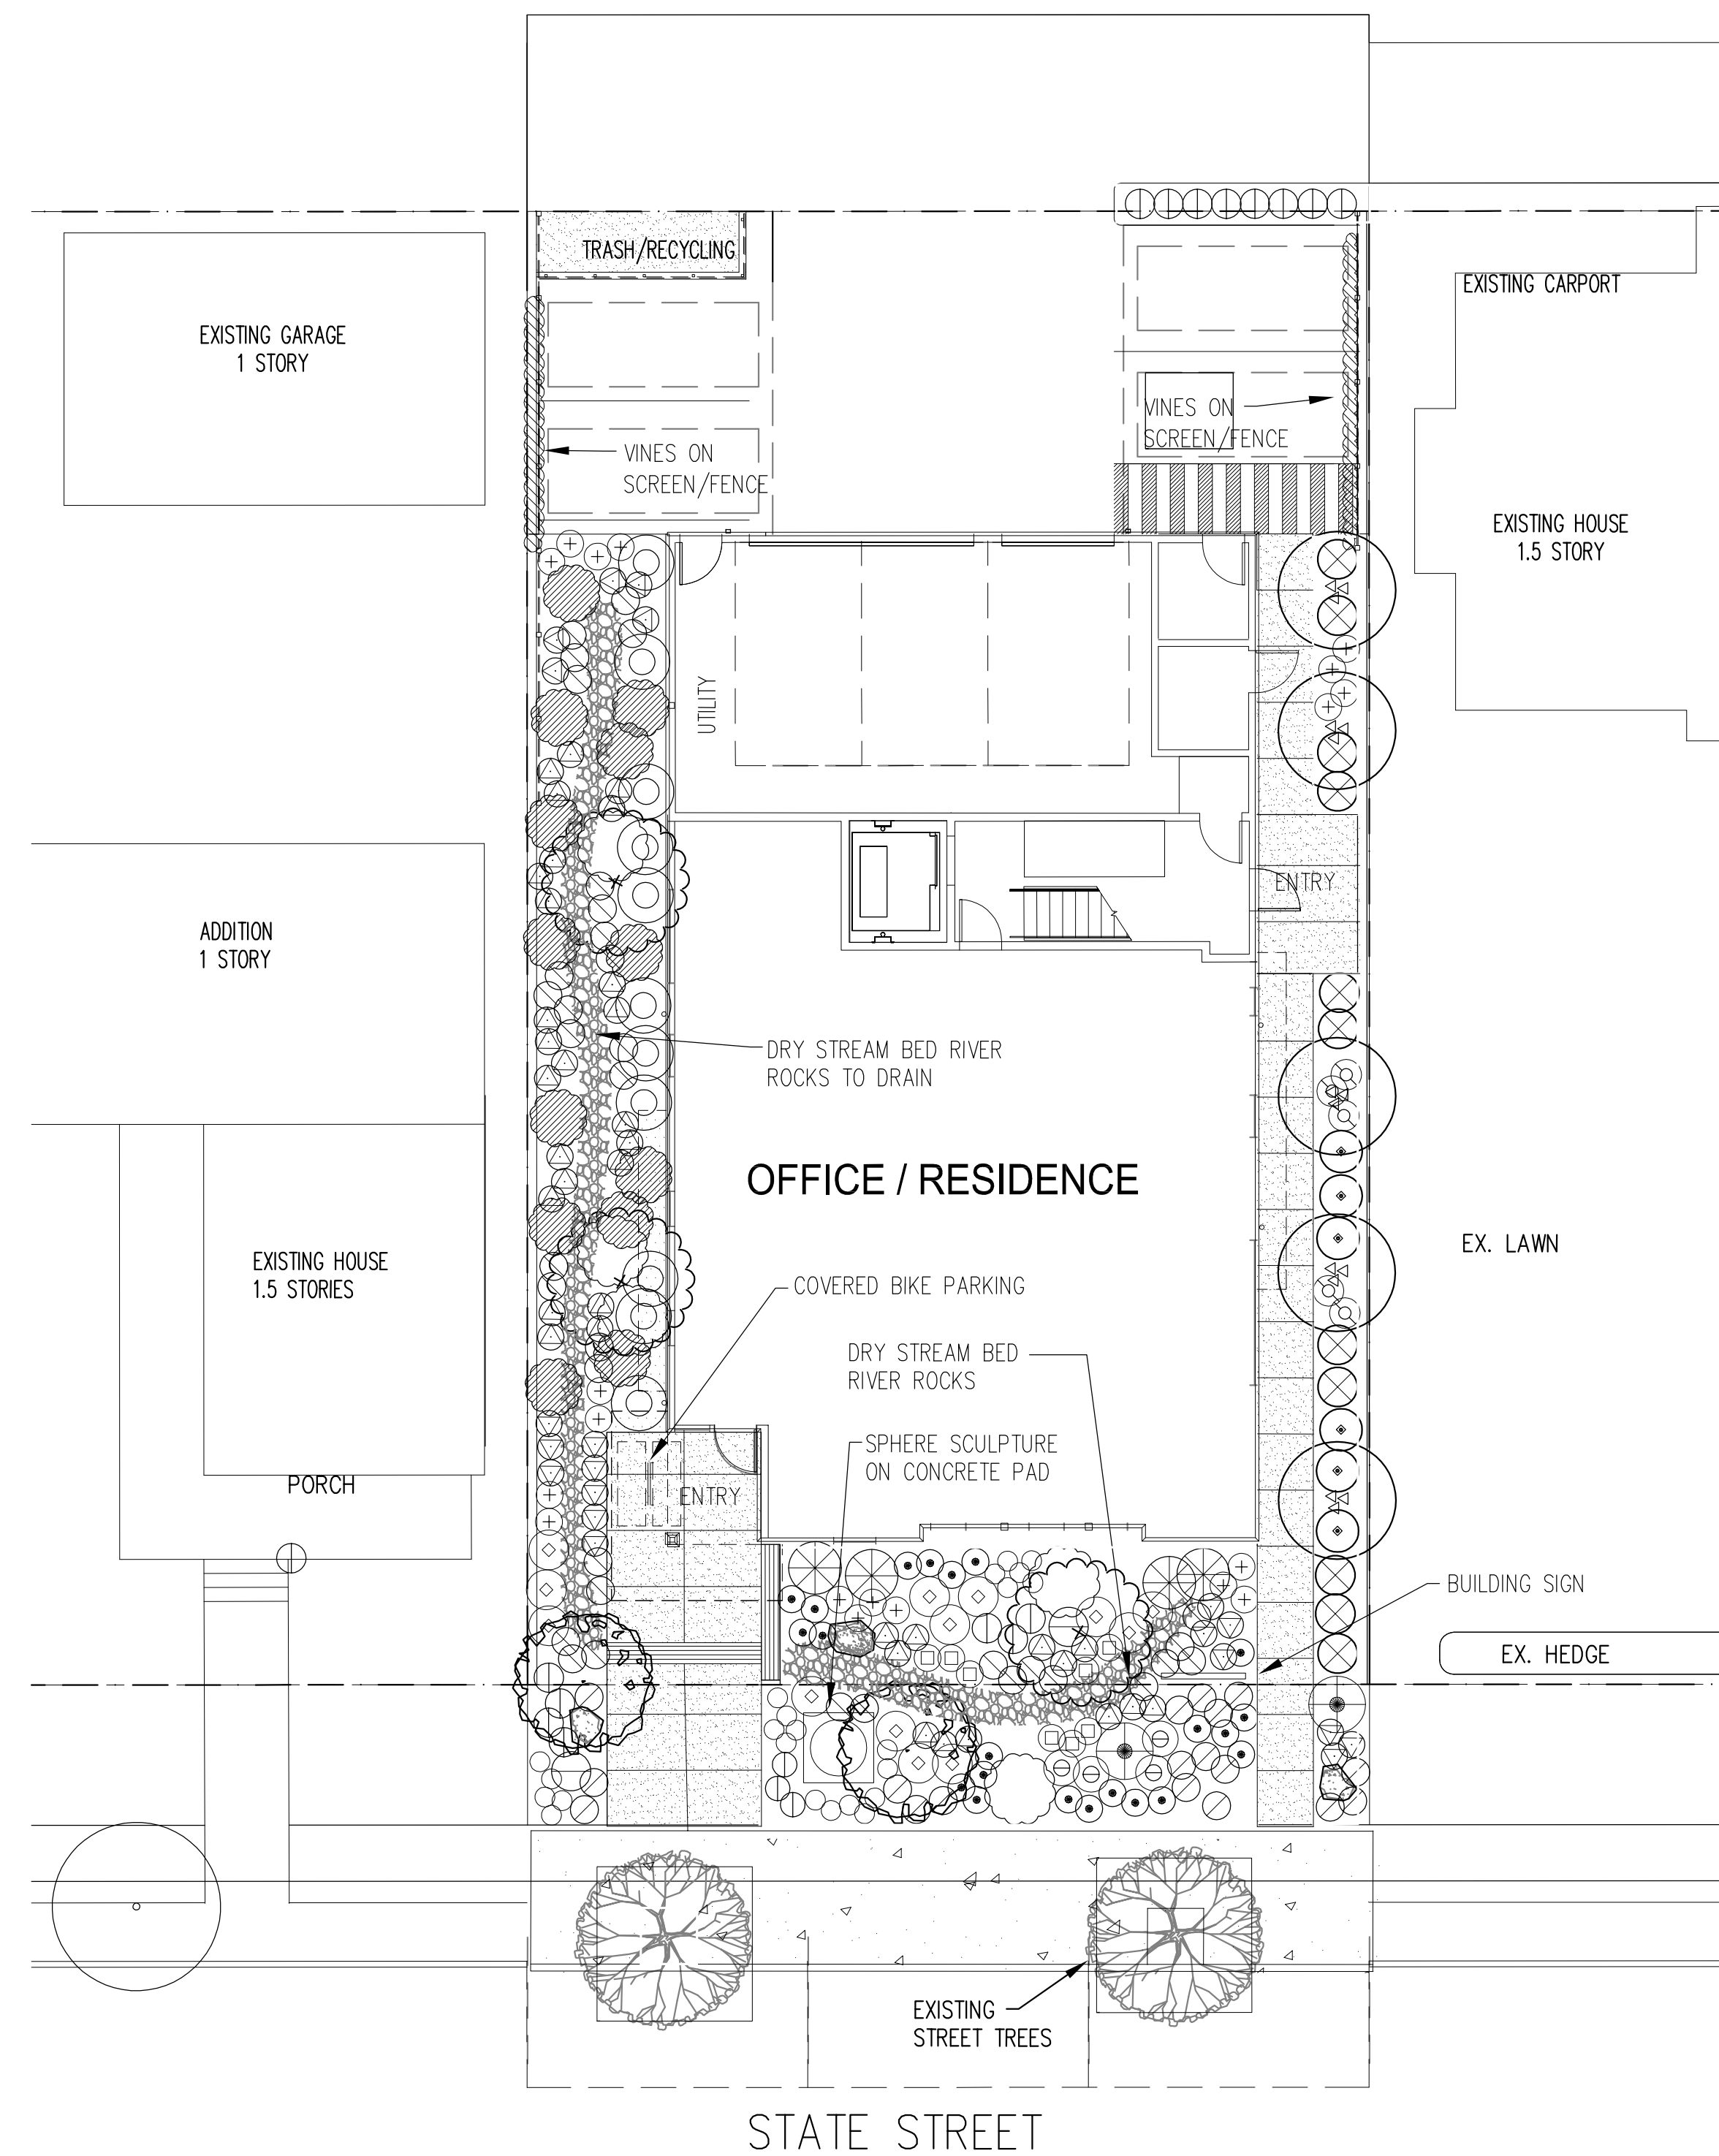 TRASH/RECYCLING
EXISTING CARPORT
EXISTING GARAGE
1 STORY
VINES ON
SCREEN/FENCE
VINES ON
SCREEN/FENCE
EXISTING HOUSE
1.5 STORY
UTILITY
ENTRY
ADDITION
1 STORY
DRY STREAM BED RIVER
ROCKS TO DRAIN
OFFICE / RESIDENCE
EX. LAWN
EXISTING HOUSE
1.5 STORIES
COVERED BIKE PARKING
DRY STREAM BED
RIVER ROCKS
SPHERE SCULPTURE
ON CONCRETE PAD
PORCH
ENTRY
BUILDING SIGN
EX. HEDGE
EXISTING
STREET TREES
STATE STREET